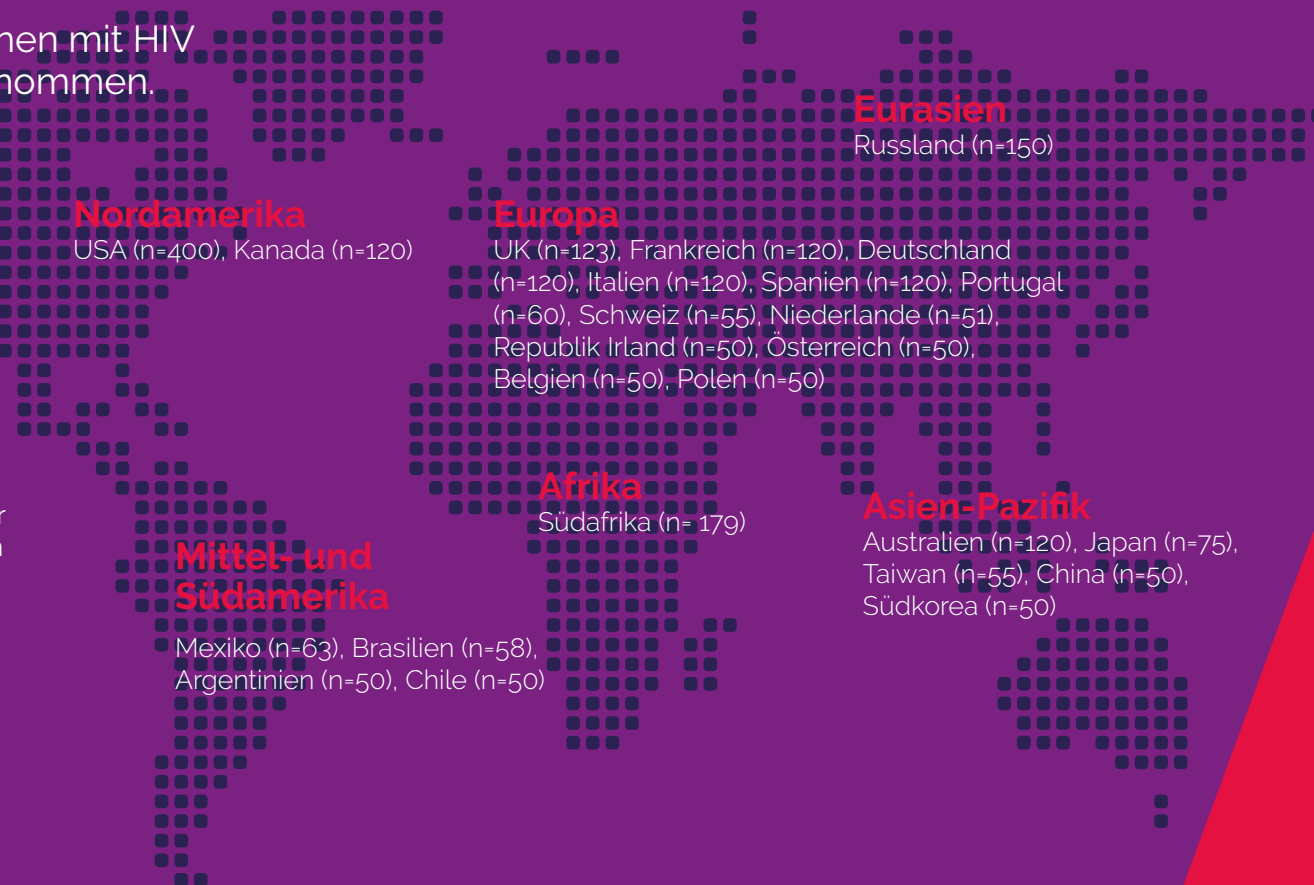 nen mit HIV
nommen.
Eurasien
Russland (n=150)
Nordamerika
USA (n=400), Kanada (n=120)
Europa
UK (n=123), Frankreich (n=120), Deutschland
(n=120), Italien (n=120), Spanien (n=120), Portugal
(n=60), Schweiz (n=55), Niederlande (n=51),
Republik Irland (n=50), Österreich (n=50),
Belgien (n=50), Polen (n=50)
Afrika
Südafrika (n= 179)
Asien-Pazifik
Australien (n=120), Japan (n=75),
Taiwan (n=55), China (n=50),
Südkorea (n=50)
Mittel- und
Südamerika
Mexiko (n=63), Brasilien (n=58),
Argentinien (n=50), Chile (n=50)